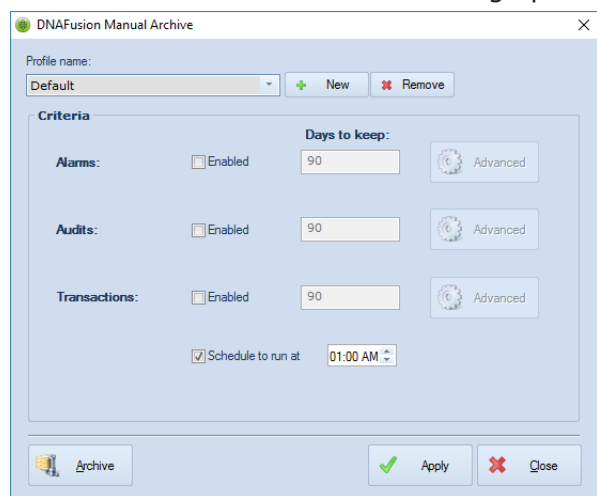 DNAFusion Manual Archive
Profile name:
Default New Remove
Criteria
Days to keep:
Alarms: Enabled 90 Advanced
Audits: Enabled 90 Advanced
Transactions: Enabled 90 Advanced
Schedule to run at 01:00 AM
Archive Apply Close